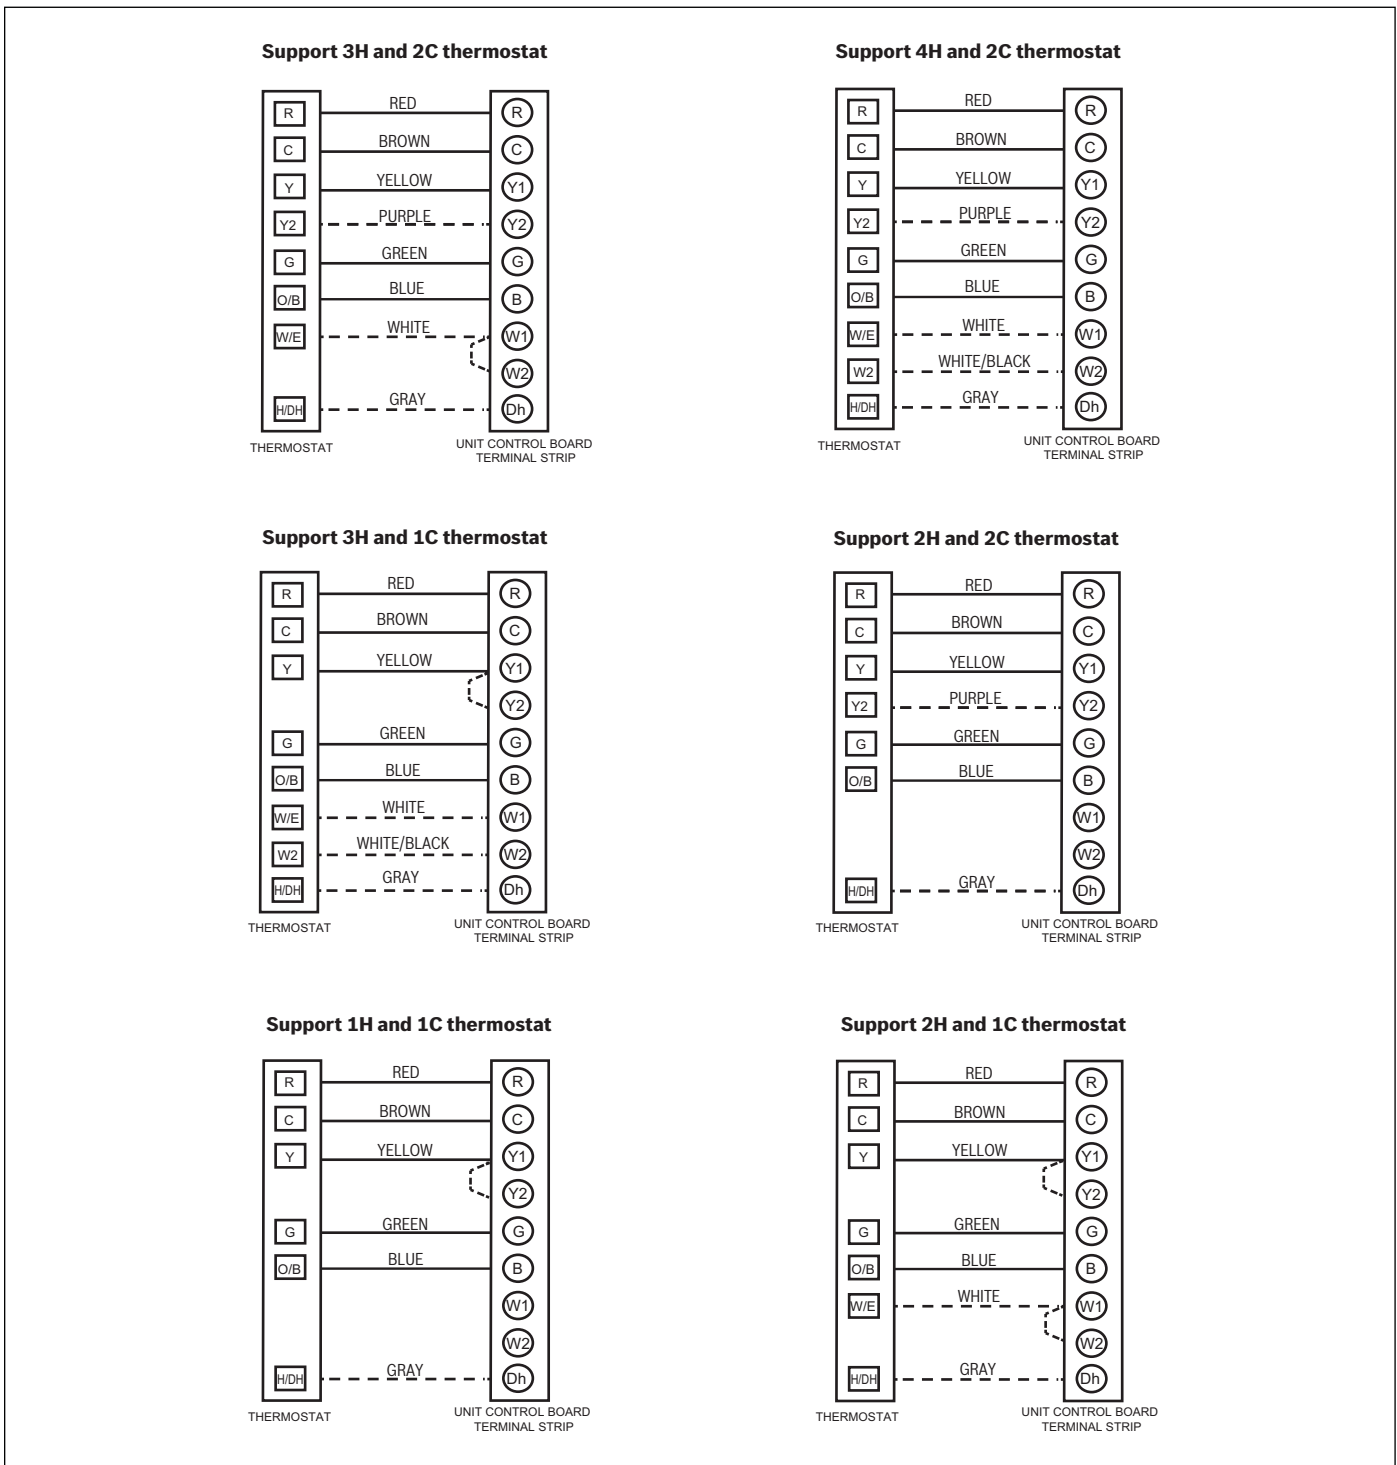 Support 3H and 2C thermostat
R RED R
C BROWN C
Y YELLOW Y1
Y2 PURPLE Y2
G GREEN G
O/B BLUE B
W/E WHITE W1
W2
H/DH GRAY Dh
THERMOSTAT
UNIT CONTROL BOARD
TERMINAL STRIP
Support 4H and 2C thermostat
R RED R
C BROWN C
Y YELLOW Y1
Y2 PURPLE Y2
G GREEN G
O/B BLUE B
W/E WHITE W1
W2 WHITE/BLACK W2
H/DH GRAY Dh
THERMOSTAT
UNIT CONTROL BOARD
TERMINAL STRIP
Support 3H and 1C thermostat
R RED R
C BROWN C
Y YELLOW Y1
Y2
G GREEN G
O/B BLUE B
W/E WHITE W1
W2 WHITE/BLACK W2
H/DH GRAY Dh
THERMOSTAT
UNIT CONTROL BOARD
TERMINAL STRIP
Support 2H and 2C thermostat
R RED R
C BROWN C
Y YELLOW Y1
Y2 PURPLE Y2
G GREEN G
O/B BLUE B
W1
W2
H/DH GRAY Dh
THERMOSTAT
UNIT CONTROL BOARD
TERMINAL STRIP
Support 1H and 1C thermostat
R RED R
C BROWN C
Y YELLOW Y1
Y2
G GREEN G
O/B BLUE B
W1
W2
H/DH GRAY Dh
THERMOSTAT
UNIT CONTROL BOARD
TERMINAL STRIP
Support 2H and 1C thermostat
R RED R
C BROWN C
Y YELLOW Y1
Y2
G GREEN G
O/B BLUE B
W/E WHITE W1
W2
H/DH GRAY Dh
THERMOSTAT
UNIT CONTROL BOARD
TERMINAL STRIP